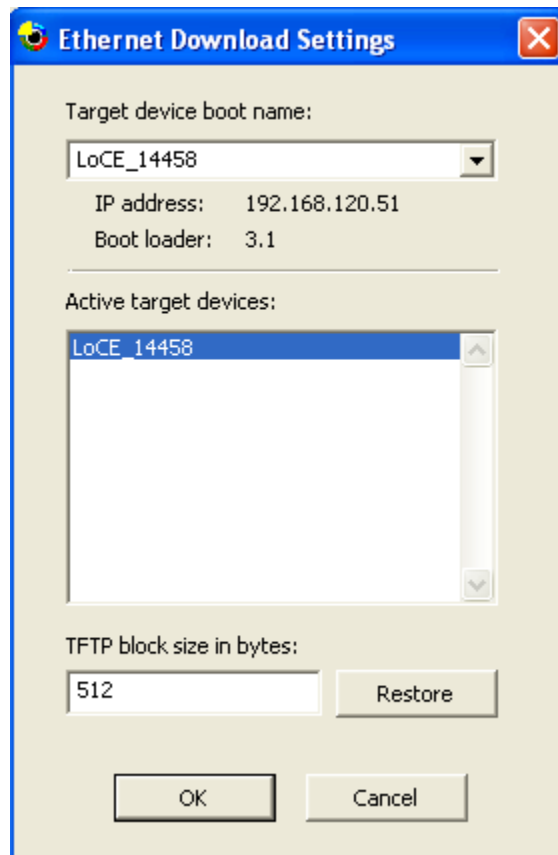 Ethernet Download Settings
Target device boot name:
LoCE_14458
IP address: 192.168.120.51
Boot loader: 3.1
Active target devices:
LoCE_14458
TFTP block size in bytes:
512 Restore
OK Cancel